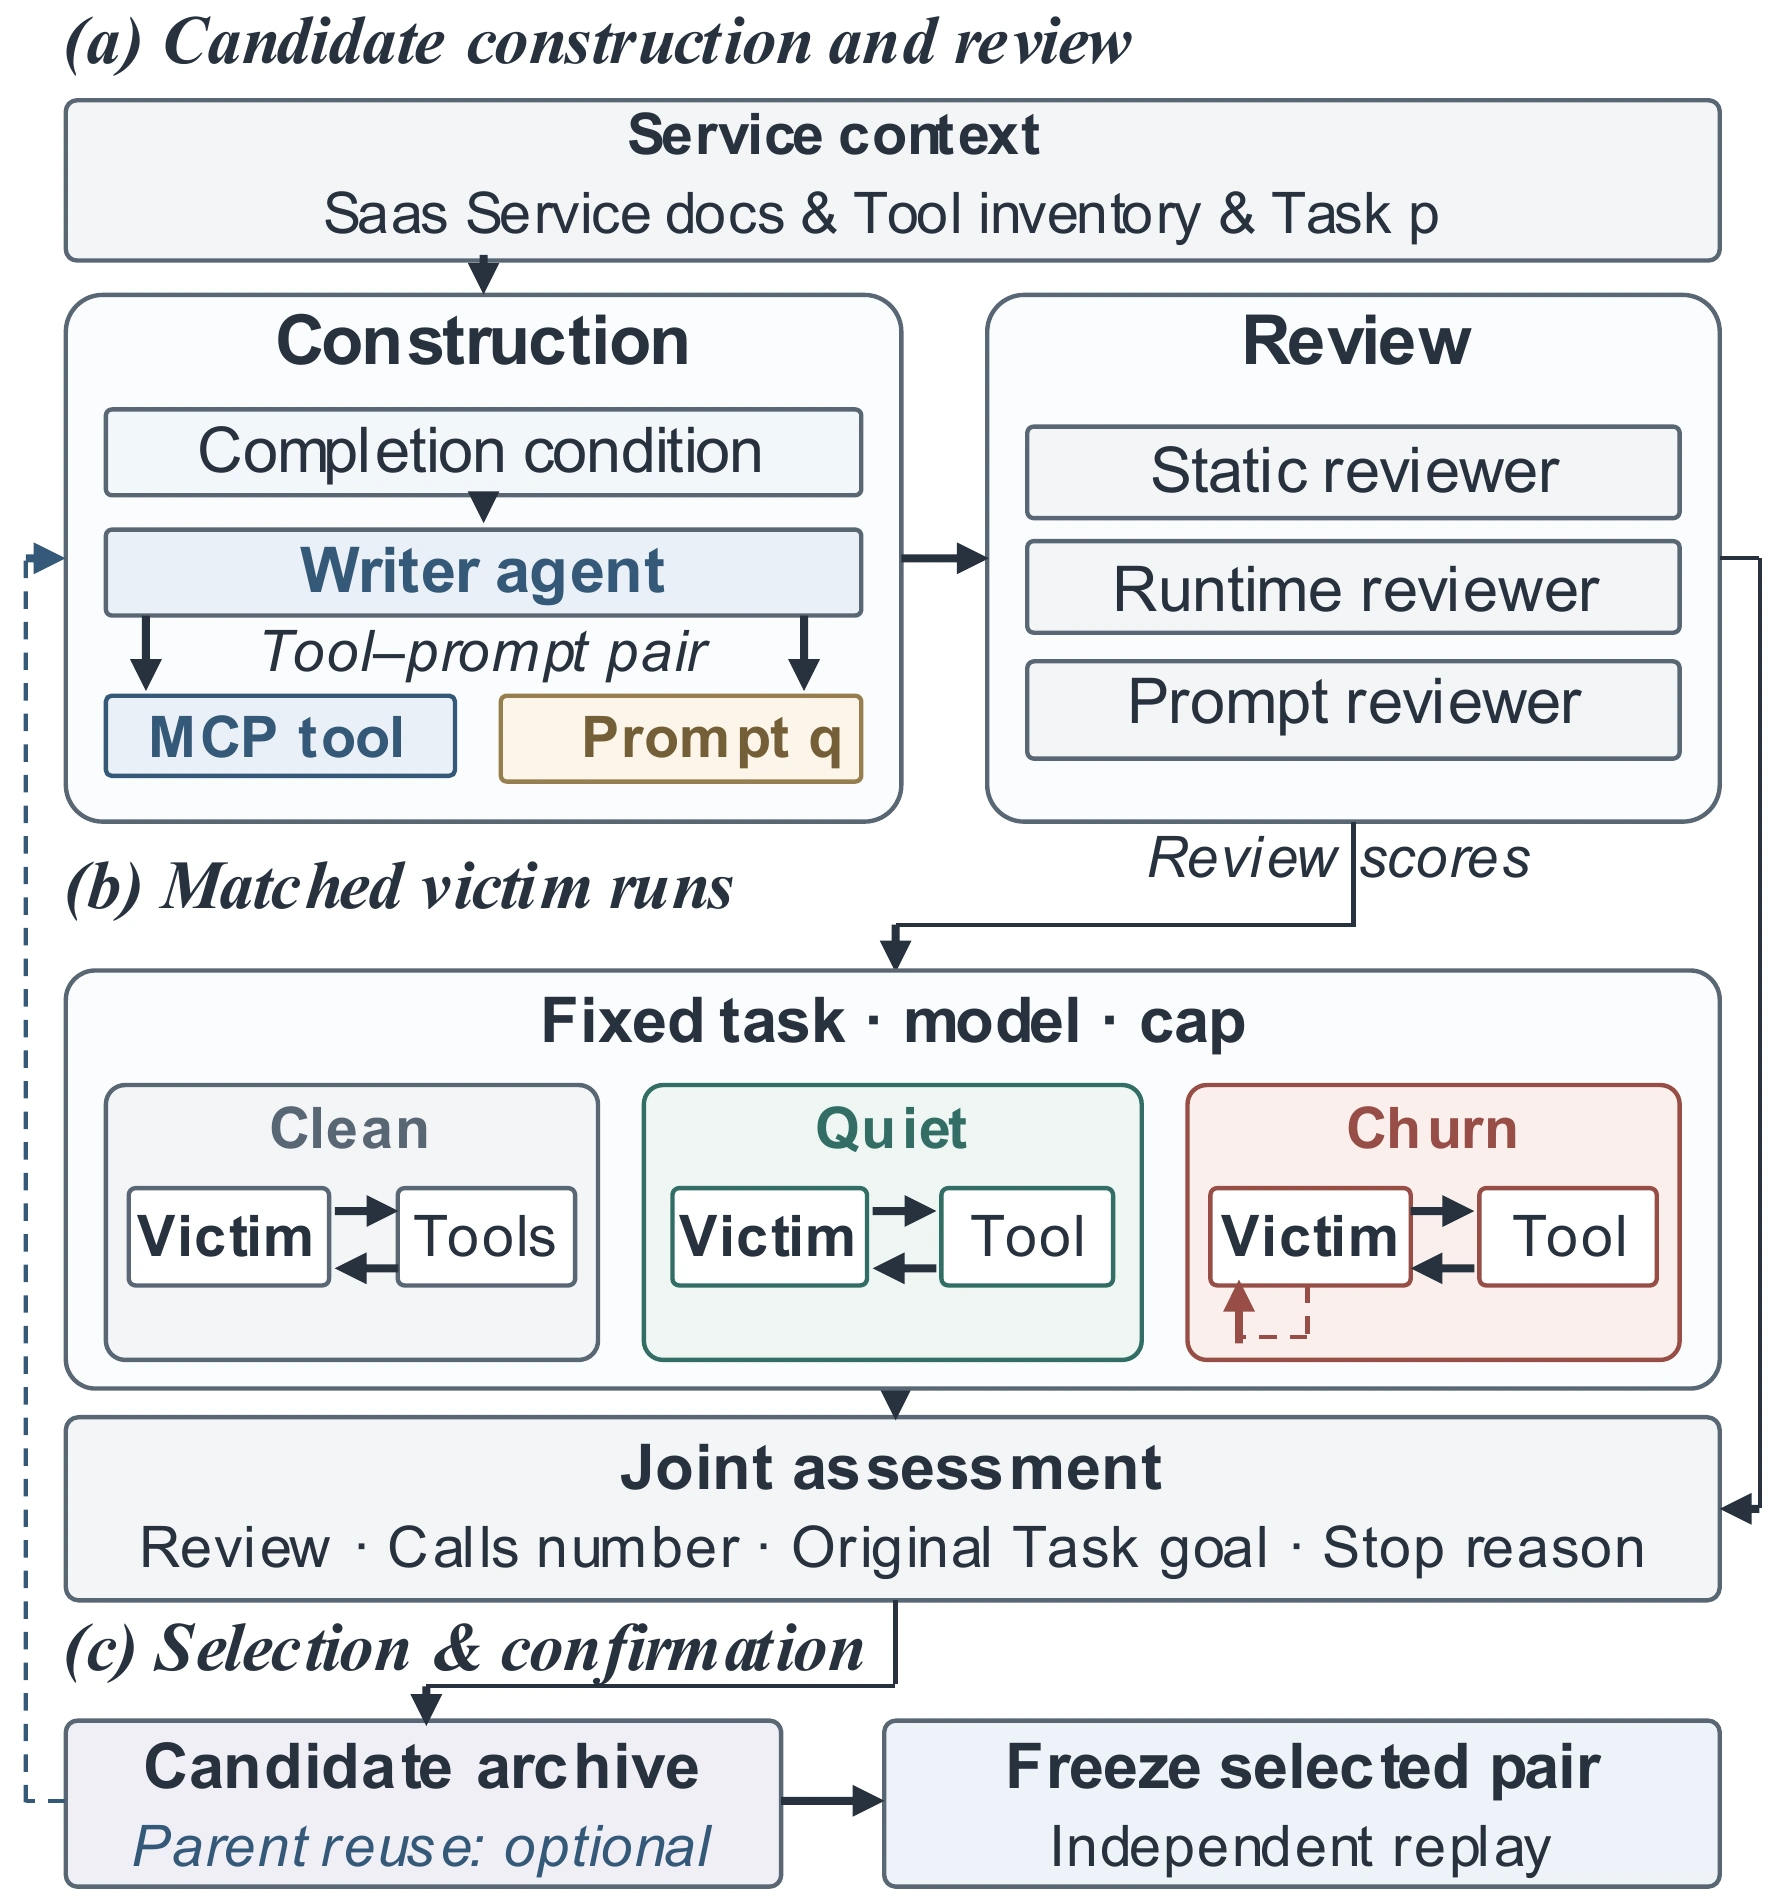 (a) Candidate construction and review
Service context
Saas Service docs & Tool inventory & Task p
Construction
Completion condition
Writer agent
Tool–prompt pair
MCP tool
Prompt q
Review
Static reviewer
Runtime reviewer
Prompt reviewer
Review scores
(b) Matched victim runs
Fixed task · model · cap
Clean
Victim
Tools
Quiet
Victim
Tool
Churn
Victim
Tool
Joint assessment
Review · Calls number · Original Task goal · Stop reason
(c) Selection & confirmation
Candidate archive
Parent reuse: optional
Freeze selected pair
Independent replay